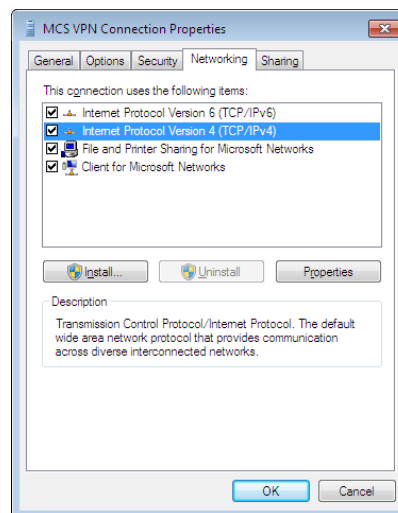 MCS VPN Connection Properties
General Options Security Networking Sharing
This connection uses the following items:
Internet Protocol Version 6 (TCP/IPv6)
Internet Protocol Version 4 (TCP/IPv4)
File and Printer Sharing for Microsoft Networks
Client for Microsoft Networks
Install... Uninstall Properties
Description
Transmission Control Protocol/Internet Protocol. The default
wide area network protocol that provides communication
across diverse interconnected networks.
OK Cancel